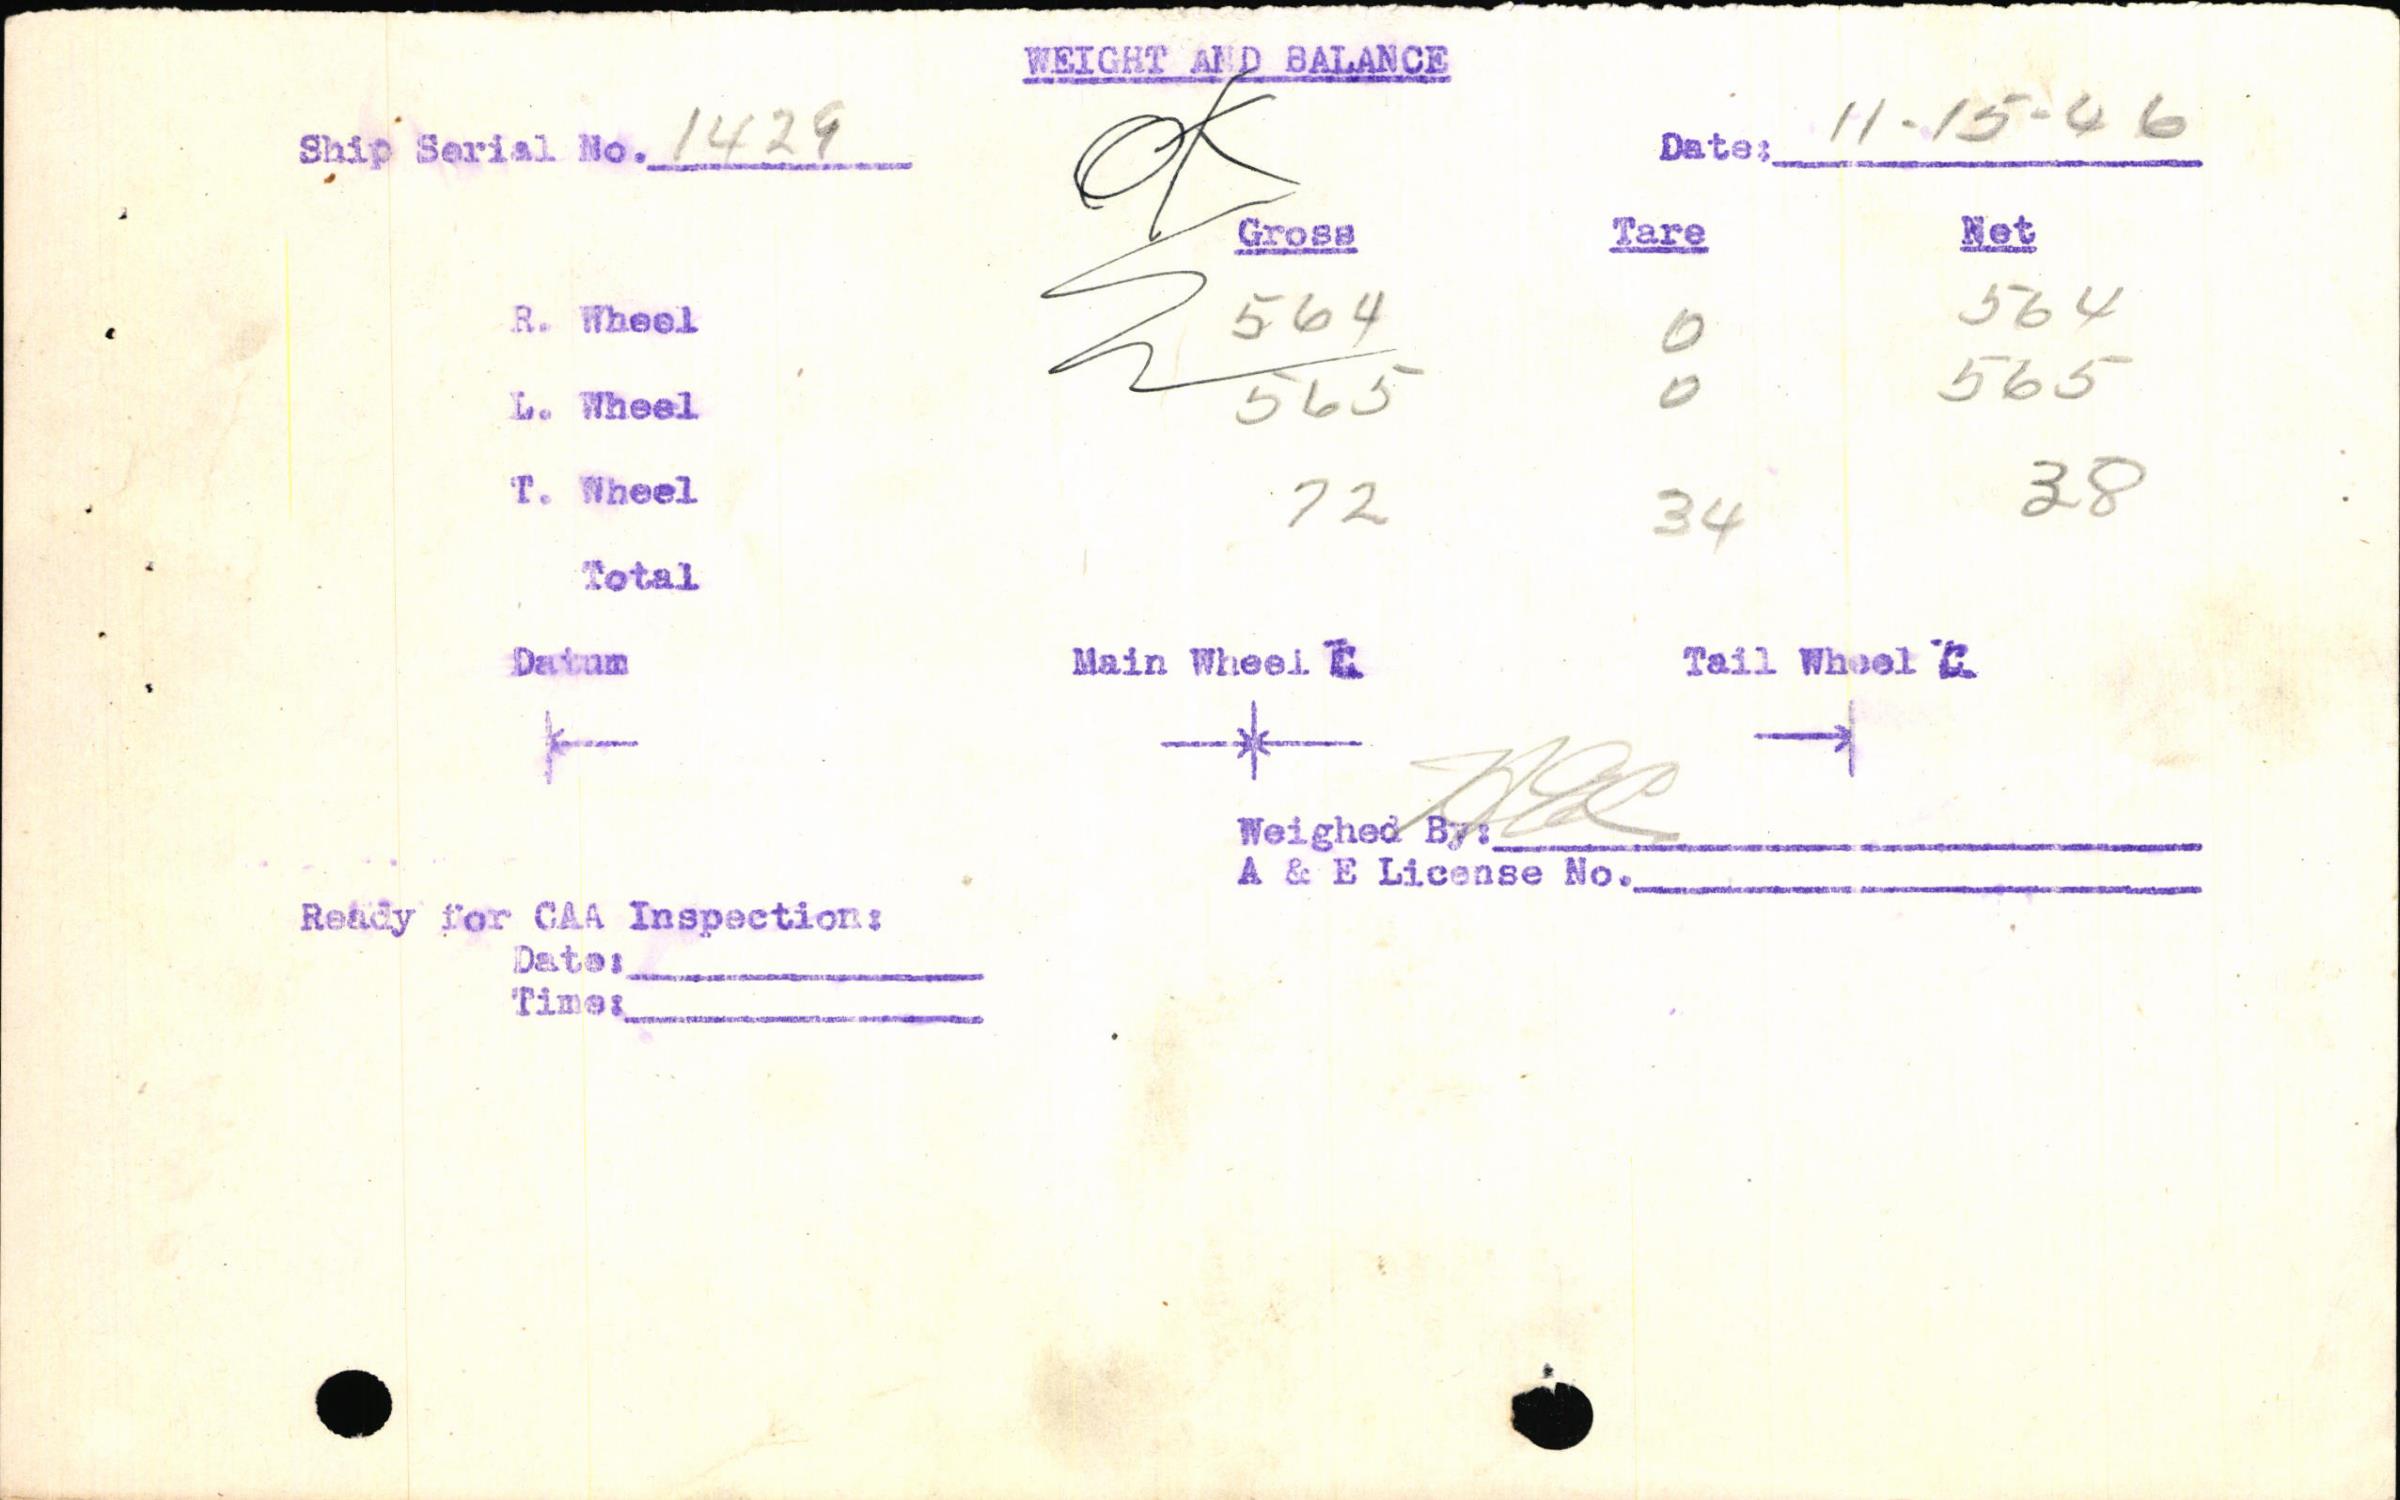 WEIGHT AND BALANCE
OK
Ship Serial No. 1429 Date: 11-15-46
Gross Tare Net
R. Wheel 564 0 564
L. Wheel 565 0 565
T. Wheel 72 34 38
Total
Datum Main Wheel C Tail Wheel C
Weighed By:
A & E License No.
Ready for CAA Inspection:
Date:
Time: